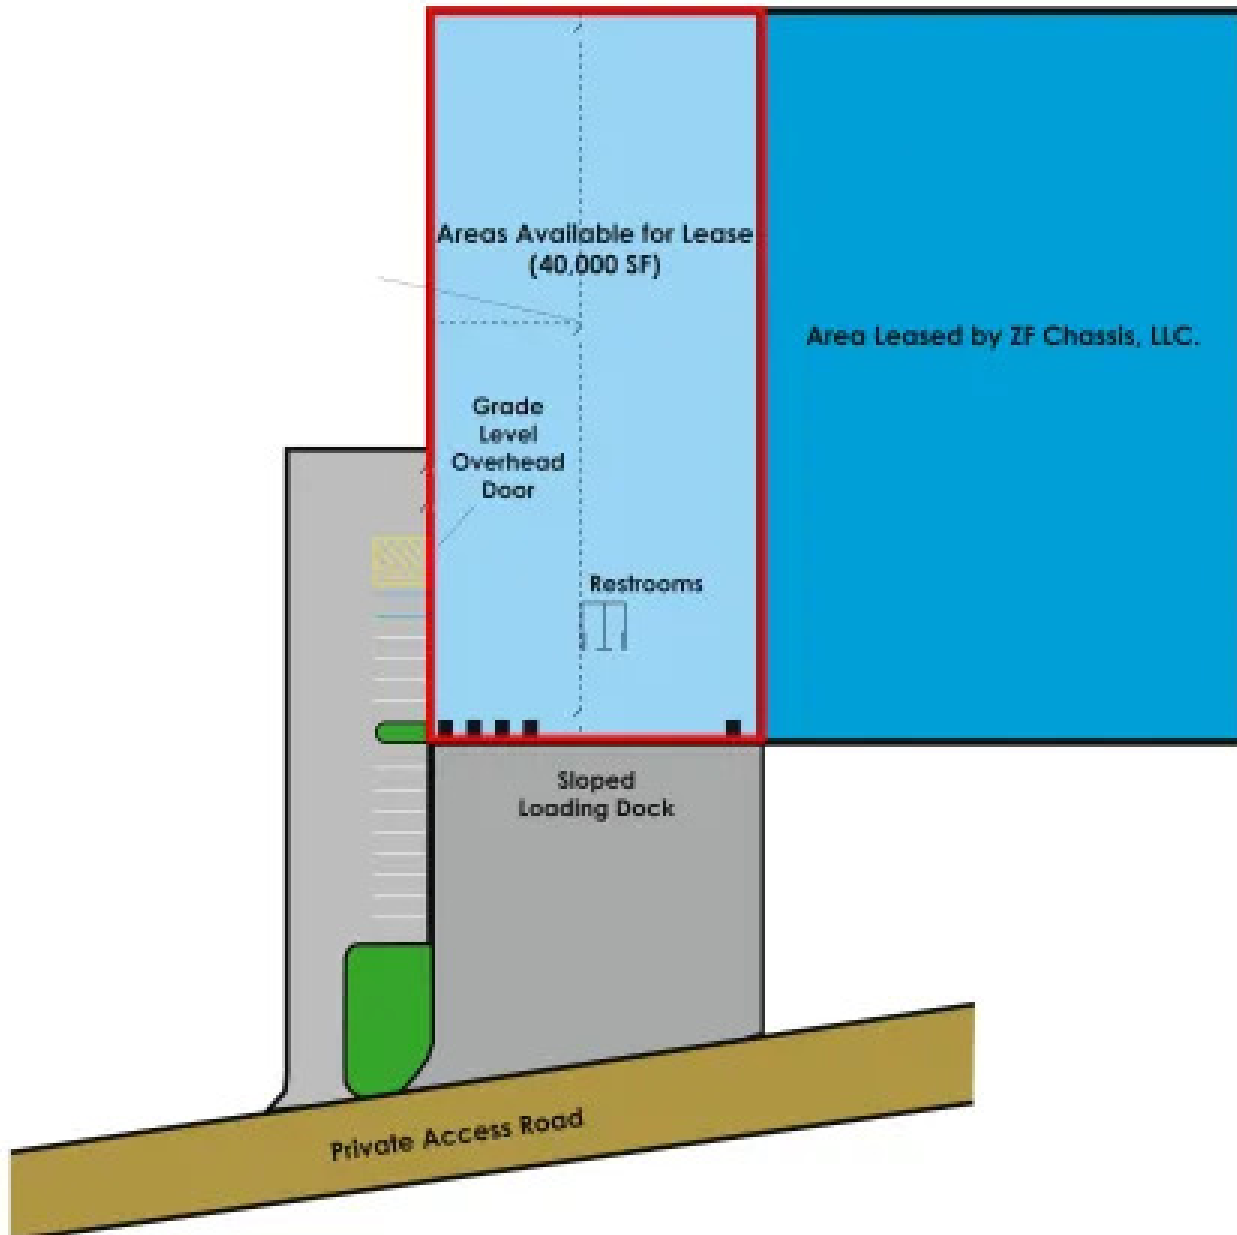 Areas Available for Lease
(40,000 SF)
Area Leased by ZF Chassis, LLC.
Grade
Level
Overhead
Door
Restrooms
Sloped
Loading Dock
Private Access Road